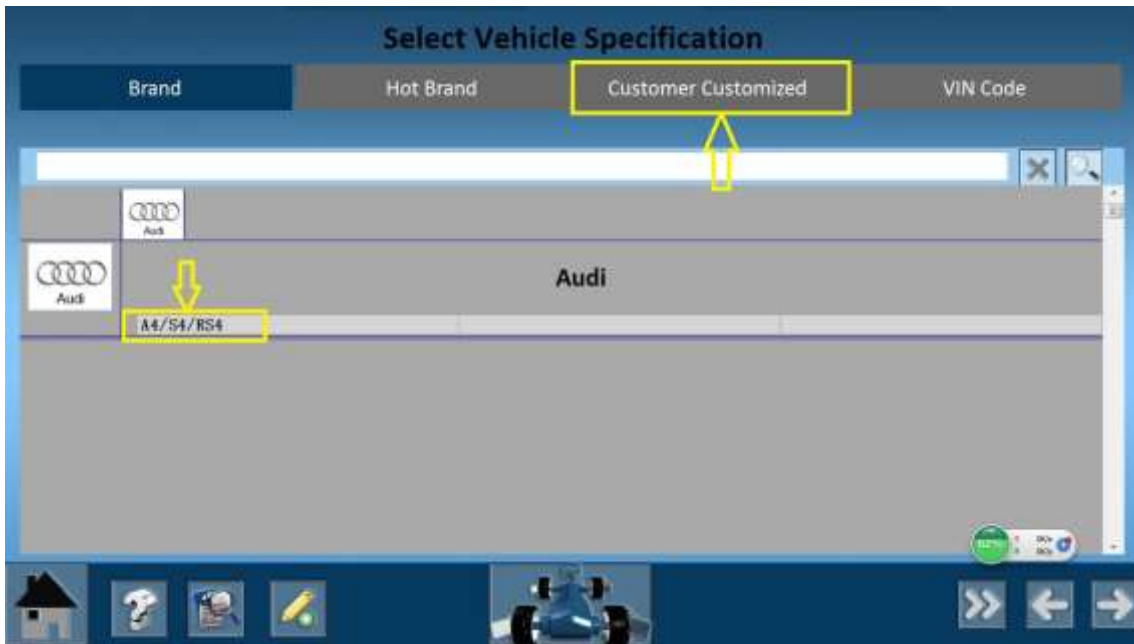 Select Vehicle Specification
Brand
Hot Brand
Customer Customized
VIN Code
Audi
Audi
Audi
A4/S4/RS4